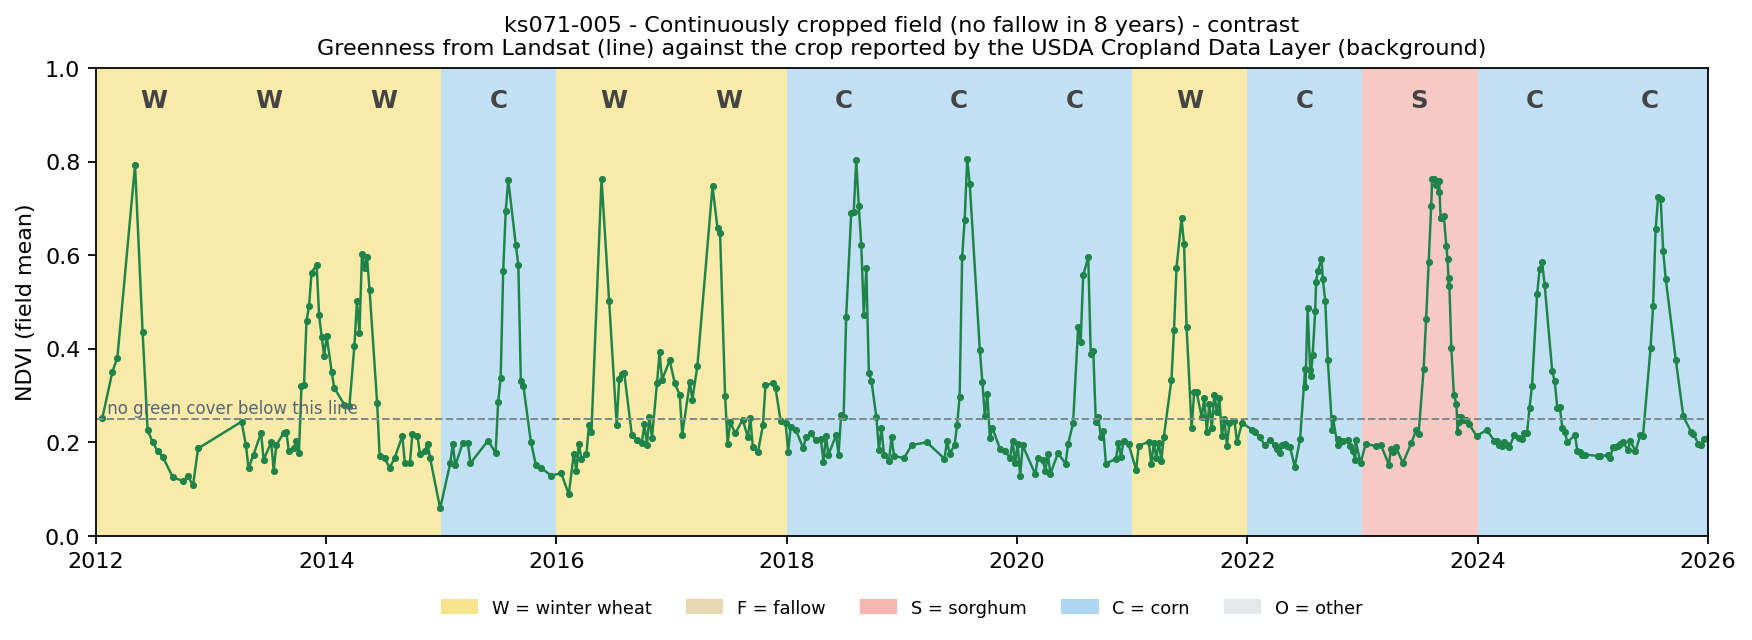 ks071-005 - Continuously cropped field (no fallow in 8 years) - contrast
Greenness from Landsat (line) against the crop reported by the USDA Cropland Data Layer (background)
NDVI (field mean)
1.0
0.8
0.6
0.4
0.2
0.0
W W W C W W C C C W C S C C
no green cover below this line
2012 2014 2016 2018 2020 2022 2024 2026
W = winter wheat F = fallow S = sorghum C = corn O = other